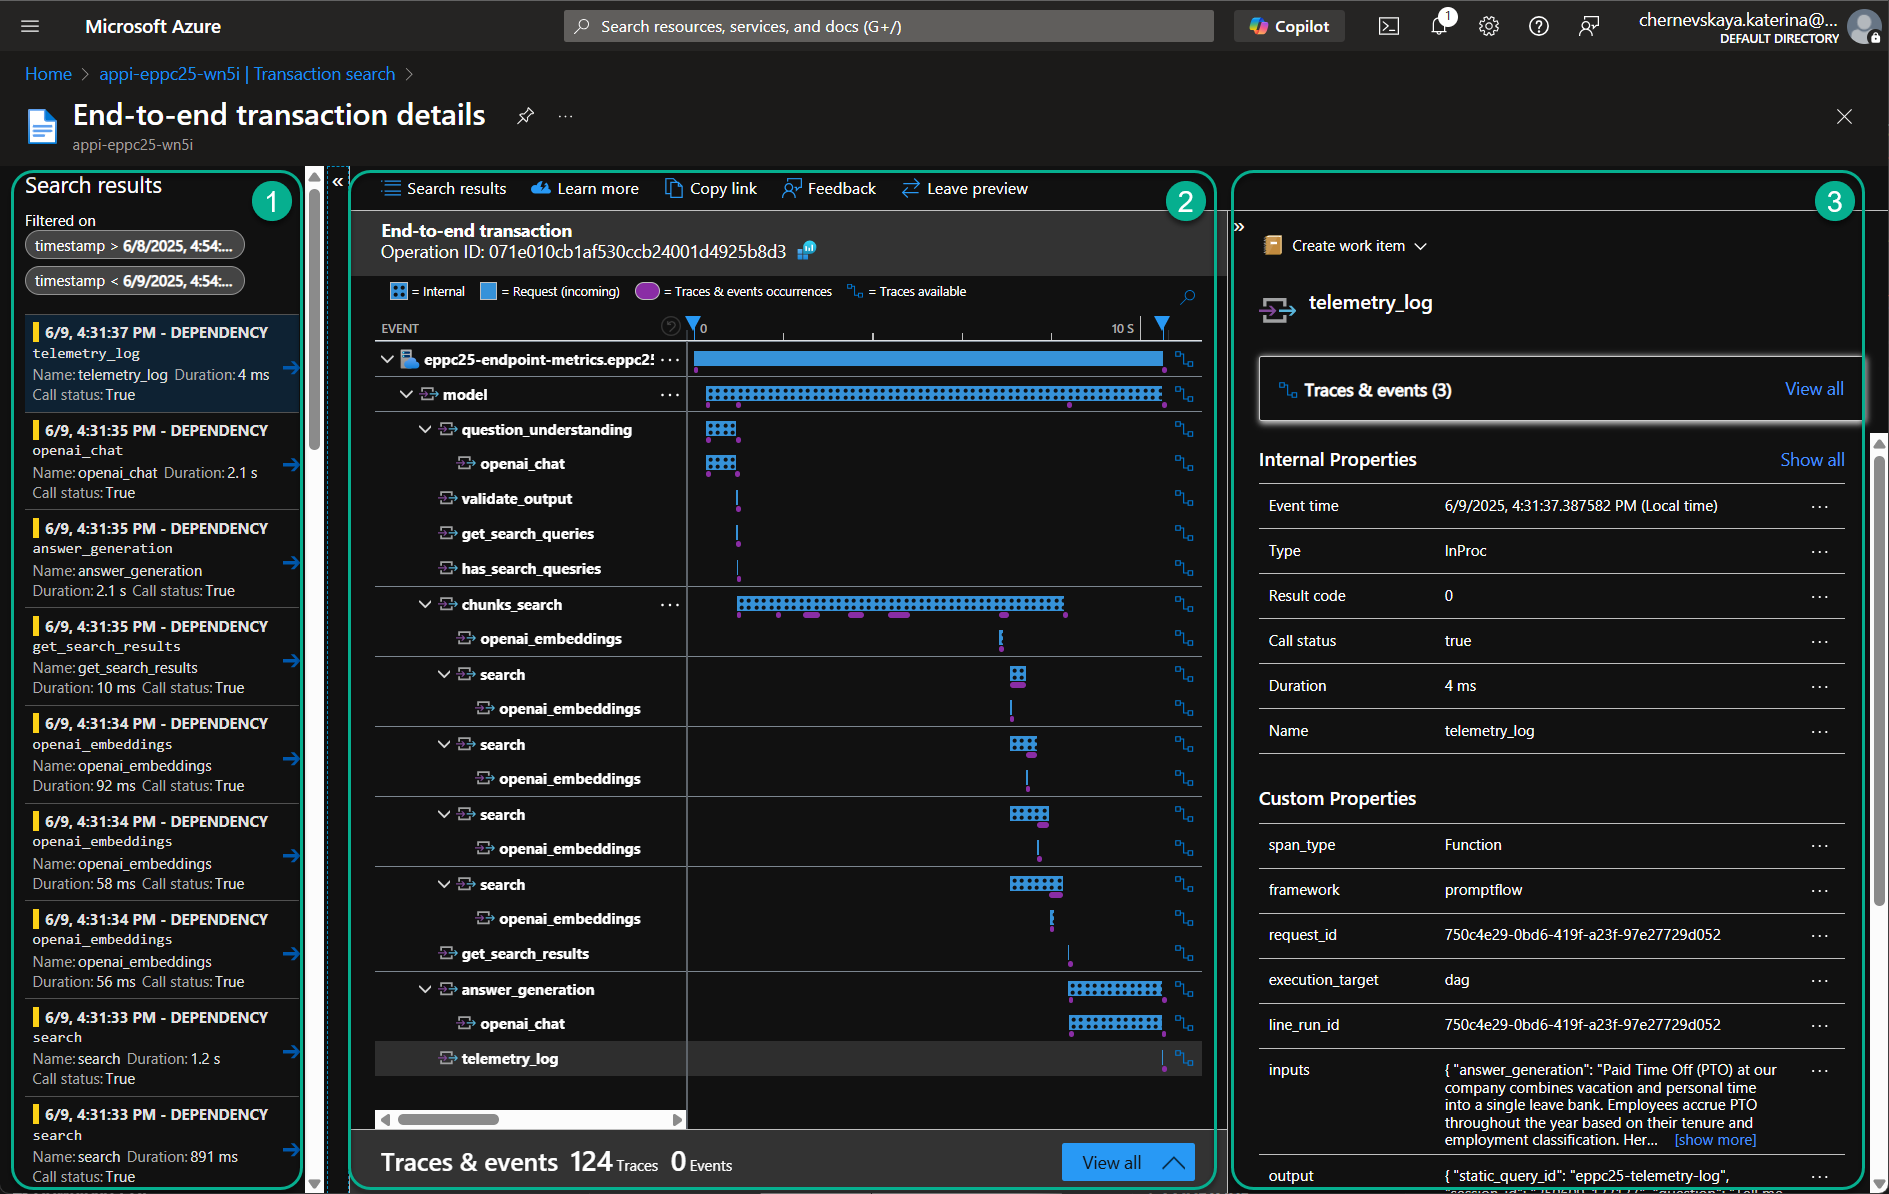 Microsoft Azure
Search resources, services, and docs (G+/)
Copilot
1
chernevskaya.katerina@...
DEFAULT DIRECTORY
Home > appi-eppc25-wn5i | Transaction search >
End-to-end transaction details
appi-eppc25-wn5i
Search results
1
Filtered on
timestamp > 6/8/2025, 4:54:...
timestamp < 6/9/2025, 4:54:...
6/9, 4:31:37 PM - DEPENDENCY
telemetry_log
Name: telemetry_log Duration: 4 ms
Call status: True
6/9, 4:31:35 PM - DEPENDENCY
openai_chat
Name: openai_chat Duration: 2.1 s
Call status: True
6/9, 4:31:35 PM - DEPENDENCY
answer_generation
Name: answer_generation
Duration: 2.1 s Call status: True
6/9, 4:31:35 PM - DEPENDENCY
get_search_results
Name: get_search_results
Duration: 10 ms Call status: True
6/9, 4:31:34 PM - DEPENDENCY
openai_embeddings
Name: openai_embeddings
Duration: 92 ms Call status: True
6/9, 4:31:34 PM - DEPENDENCY
openai_embeddings
Name: openai_embeddings
Duration: 58 ms Call status: True
6/9, 4:31:34 PM - DEPENDENCY
openai_embeddings
Name: openai_embeddings
Duration: 56 ms Call status: True
6/9, 4:31:33 PM - DEPENDENCY
search
Name: search Duration: 1.2 s
Call status: True
6/9, 4:31:33 PM - DEPENDENCY
search
Name: search Duration: 891 ms
Call status: True
Search results
Learn more
Copy link
Feedback
Leave preview
2
End-to-end transaction
Operation ID: 071e010cb1af530ccb24001d4925b8d3
= Internal
= Request (incoming)
= Traces & events occurrences
= Traces available
EVENT
0
10 S
eppc25-endpoint-metrics.eppc25 ...
model ...
question_understanding
openai_chat
validate_output
get_search_queries
has_search_quesries
chunks_search ...
openai_embeddings
search
openai_embeddings
search
openai_embeddings
search
openai_embeddings
search
openai_embeddings
get_search_results
answer_generation
openai_chat
telemetry_log
Traces & events 124 Traces 0 Events
View all
3
Create work item
telemetry_log
Traces & events (3)
View all
Internal Properties
Show all
Event time 6/9/2025, 4:31:37.387582 PM (Local time) ...
Type InProc ...
Result code 0 ...
Call status true ...
Duration 4 ms ...
Name telemetry_log ...
Custom Properties
span_type Function ...
framework promptflow ...
request_id 750c4e29-0bd6-419f-a23f-97e27729d052 ...
execution_target dag ...
line_run_id 750c4e29-0bd6-419f-a23f-97e27729d052 ...
inputs { "answer_generation": "Paid Time Off (PTO) at our ...
company combines vacation and personal time
into a single leave bank. Employees accrue PTO
throughout the year based on their tenure and
employment classification. Her... [show more]
output { "static_query_id": "eppc25-telemetry-log", ...